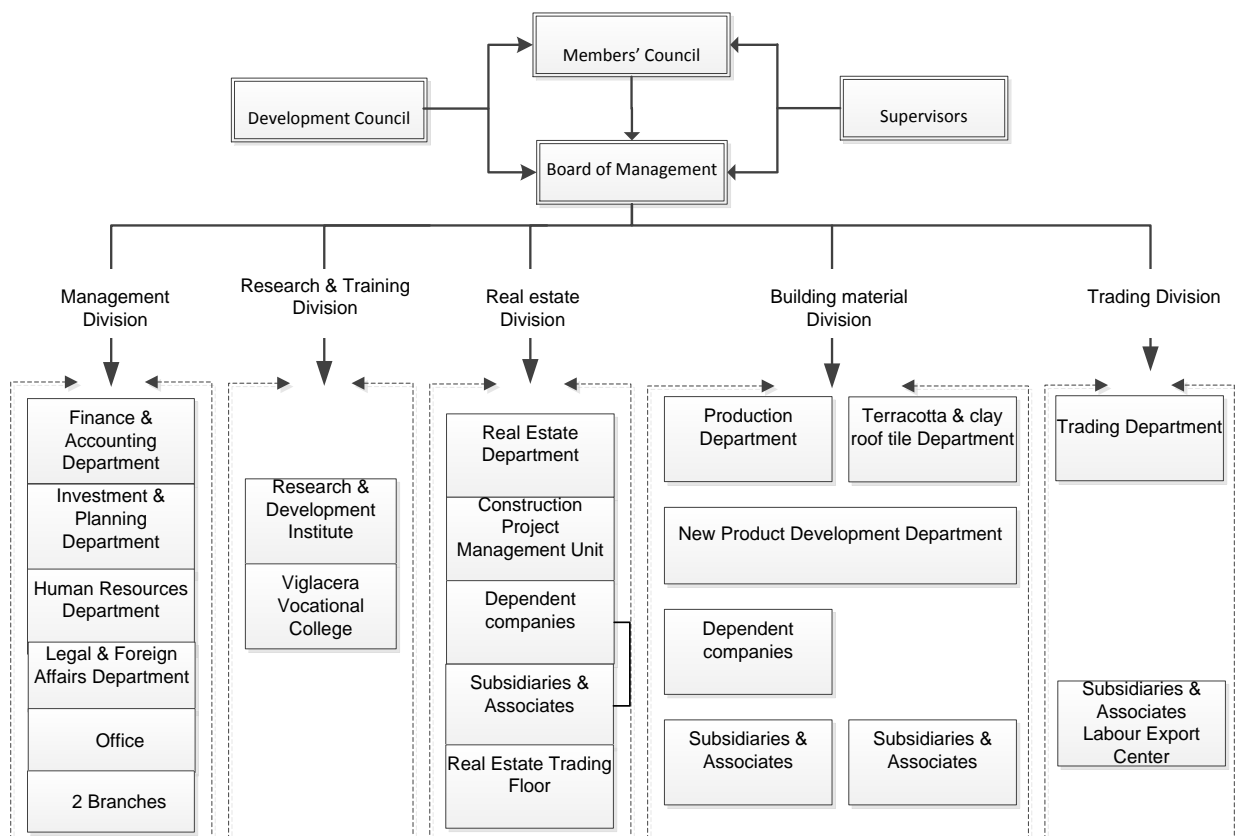 Members’ Council
Development Council
Supervisors
Board of Management
Management
Division
Research & Training
Division
Real estate
Division
Building material
Division
Trading Division
Finance &
Accounting
Department
Investment &
Planning
Department
Human Resources
Department
Legal & Foreign
Affairs Department
Office
2 Branches
Research &
Development
Institute
Viglacera
Vocational
College
Real Estate
Department
Construction
Project
Management Unit
Dependent
companies
Subsidiaries &
Associates
Real Estate Trading
Floor
Production
Department
Terracotta & clay
roof tile Department
New Product Development Department
Dependent
companies
Subsidiaries &
Associates
Subsidiaries &
Associates
Trading Department
Subsidiaries &
Associates
Labour Export
Center